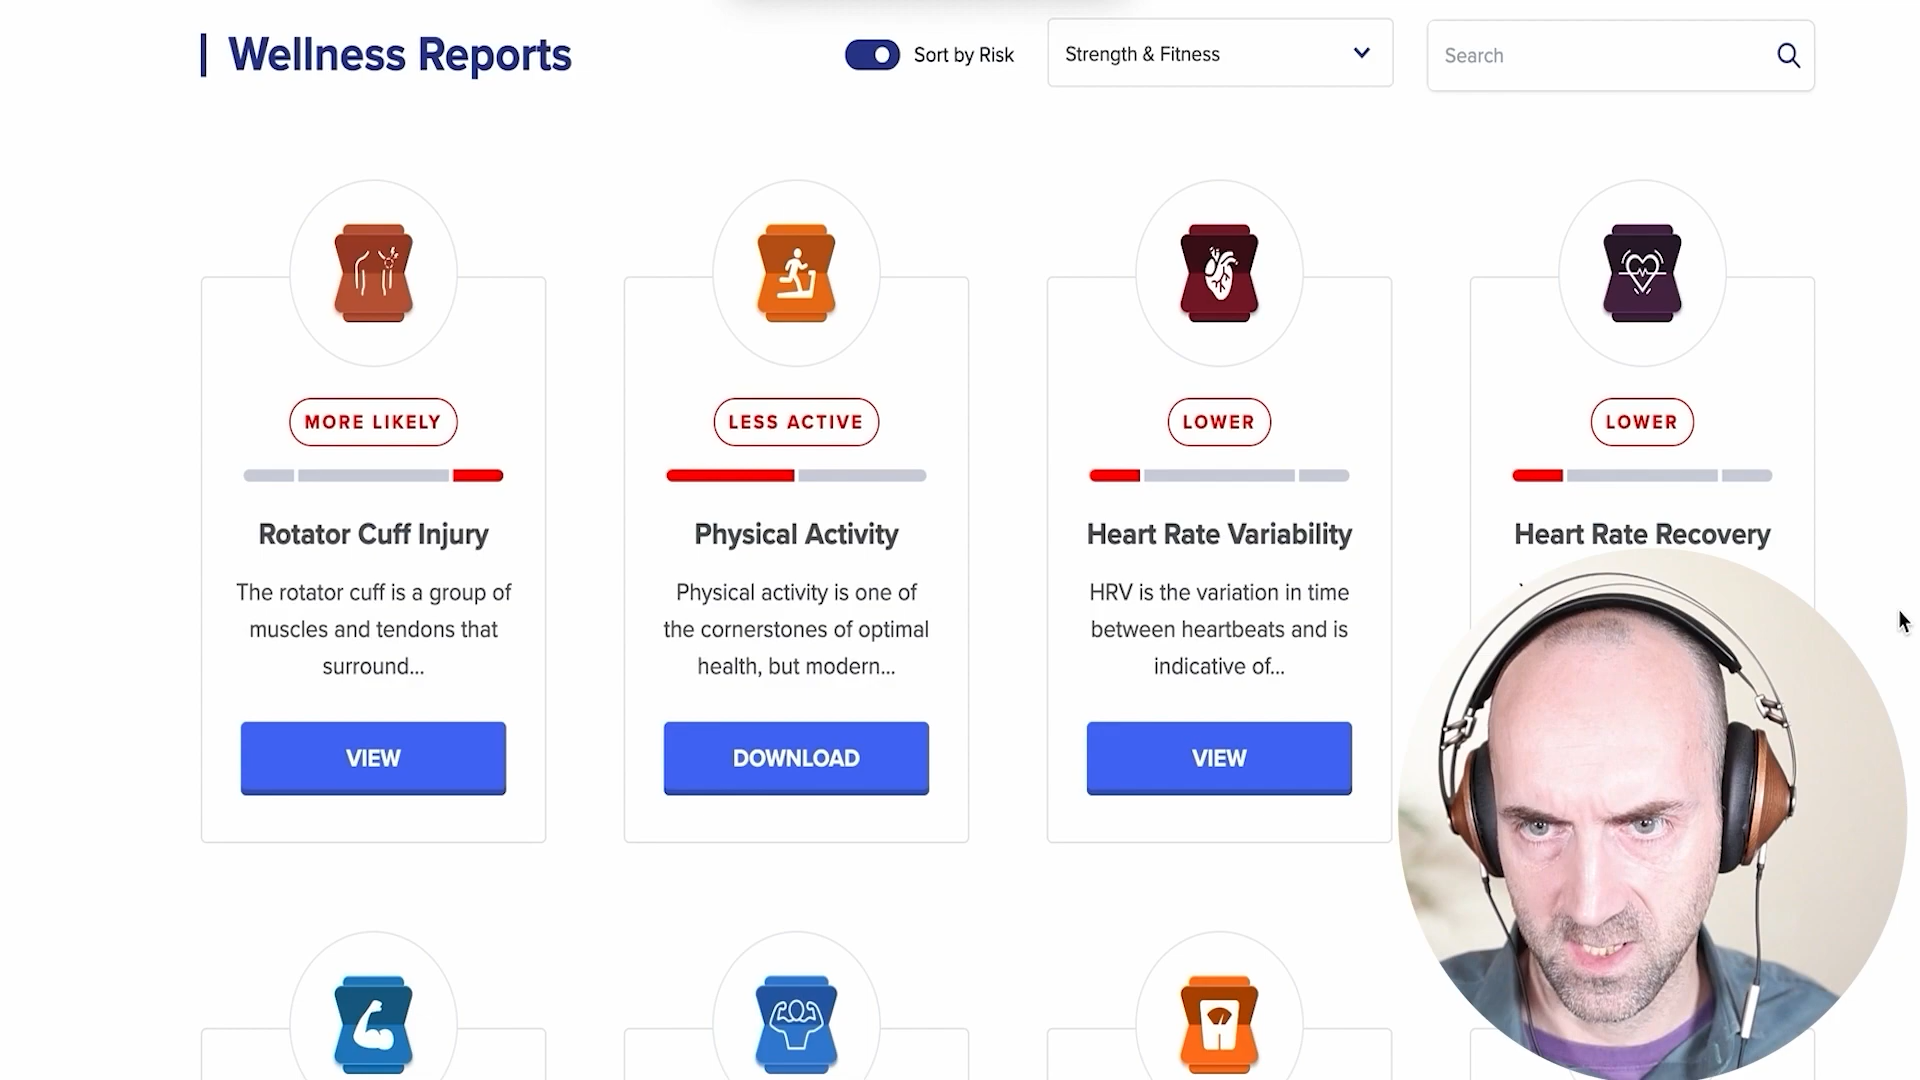 Wellness Reports
Sort by Risk
Strength & Fitness
Search
MORE LIKELY
Rotator Cuff Injury
The rotator cuff is a group of
muscles and tendons that
surround...
VIEW
LESS ACTIVE
Physical Activity
Physical activity is one of
the cornerstones of optimal
health, but modern...
DOWNLOAD
LOWER
Heart Rate Variability
HRV is the variation in time
between heartbeats and is
indicative of...
VIEW
LOWER
Heart Rate Recovery